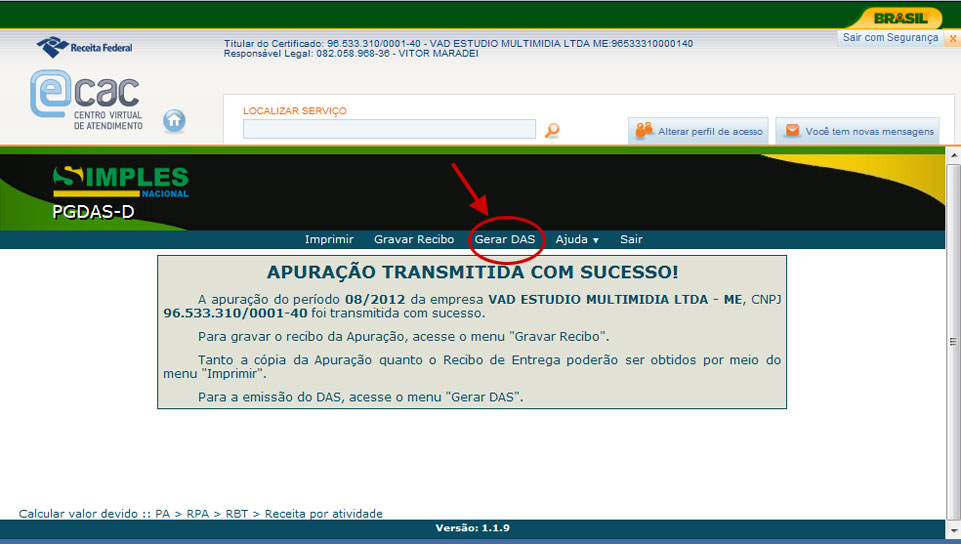 BRASIL
Receita Federal
Titular do Certificado: 96.533.310/0001-40 - VAD ESTUDIO MULTIMIDIA LTDA ME:96533310000140
Sair com Segurança X
Responsável Legal: 082.058.968-36 - VITOR MARADEI
ecac
CENTRO VIRTUAL
DE ATENDIMENTO
LOCALIZAR SERVIÇO
Alterar perfil de acesso
Você tem novas mensagens
SIMPLES
NACIONAL
PGDAS-D
Imprimir Gravar Recibo Gerar DAS Ajuda Sair
APURAÇÃO TRANSMITIDA COM SUCESSO!
A apuração do período 08/2012 da empresa VAD ESTUDIO MULTIMIDIA LTDA - ME, CNPJ
96.533.310/0001-40 foi transmitida com sucesso.
Para gravar o recibo da Apuração, acesse o menu "Gravar Recibo".
Tanto a cópia da Apuração quanto o Recibo de Entrega poderão ser obtidos por meio do
menu "Imprimir".
Para a emissão do DAS, acesse o menu "Gerar DAS".
Calcular valor devido :: PA > RPA > RBT > Receita por atividade
Versão: 1.1.9